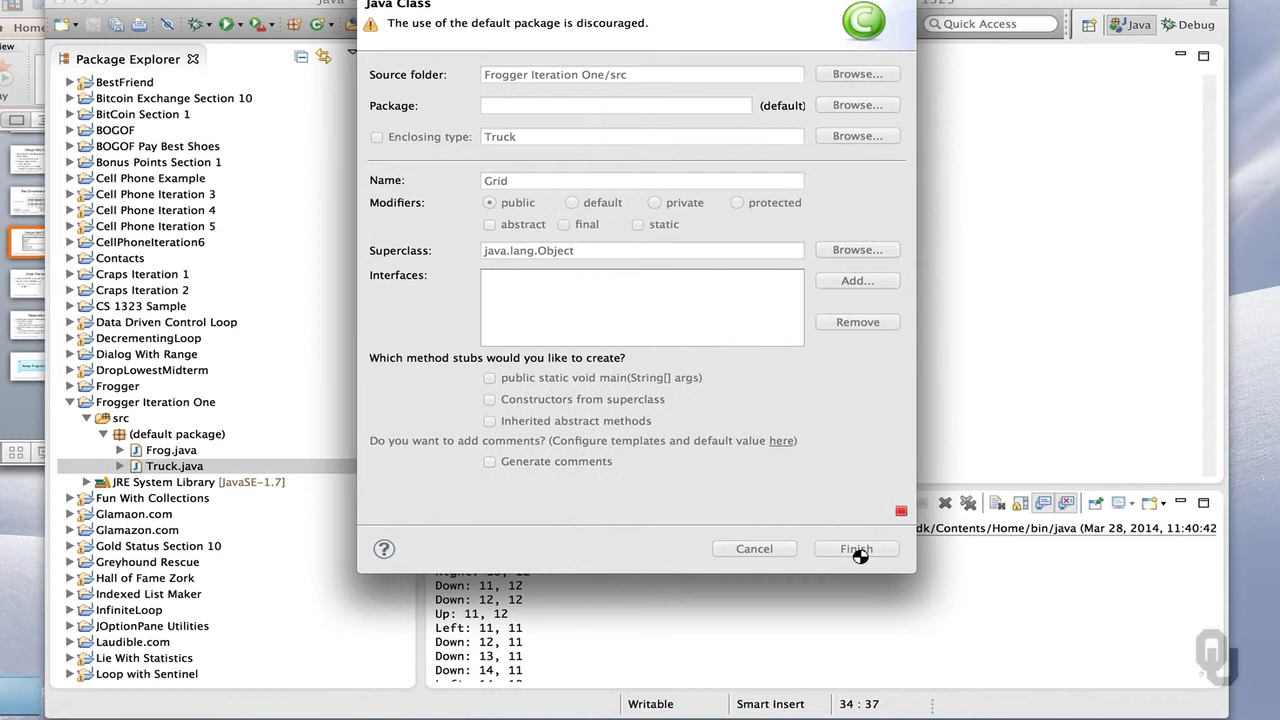 Java Class
The use of the default package is discouraged.
Home
Quick Access
Java
Debug
View
Package Explorer
BestFriend
Bitcoin Exchange Section 10
BitCoin Section 1
BOGOF
BOGOF Pay Best Shoes
Bonus Points Section 1
Cell Phone Example
Cell Phone Iteration 3
Cell Phone Iteration 4
Cell Phone Iteration 5
CellPhoneIteration6
Contacts
Craps Iteration 1
Craps Iteration 2
CS 1323 Sample
Data Driven Control Loop
DecrementingLoop
Dialog With Range
DropLowestMidterm
Frogger
Frogger Iteration One
src
(default package)
Frog.java
Truck.java
JRE System Library [JavaSE-1.7]
Fun With Collections
Glamaon.com
Glamazon.com
Gold Status Section 10
Greyhound Rescue
Hall of Fame Zork
Indexed List Maker
InfiniteLoop
JOptionPane Utilities
Laudible.com
Lie With Statistics
Loop with Sentinel
Source folder: Frogger Iteration One/src Browse...
Package: (default) Browse...
Enclosing type: Truck Browse...
Name: Grid
Modifiers: public default private protected
abstract final static
Superclass: java.lang.Object Browse...
Interfaces: Add...
Remove
Which method stubs would you like to create?
public static void main(String[] args)
Constructors from superclass
Inherited abstract methods
Do you want to add comments? (Configure templates and default value here)
Generate comments
? Cancel Finish
dk/Contents/Home/bin/java (Mar 28, 2014, 11:40:42
Down: 11, 12
Down: 12, 12
Up: 11, 12
Left: 11, 11
Down: 12, 11
Down: 13, 11
Down: 14, 11
Writable Smart Insert 34 : 37